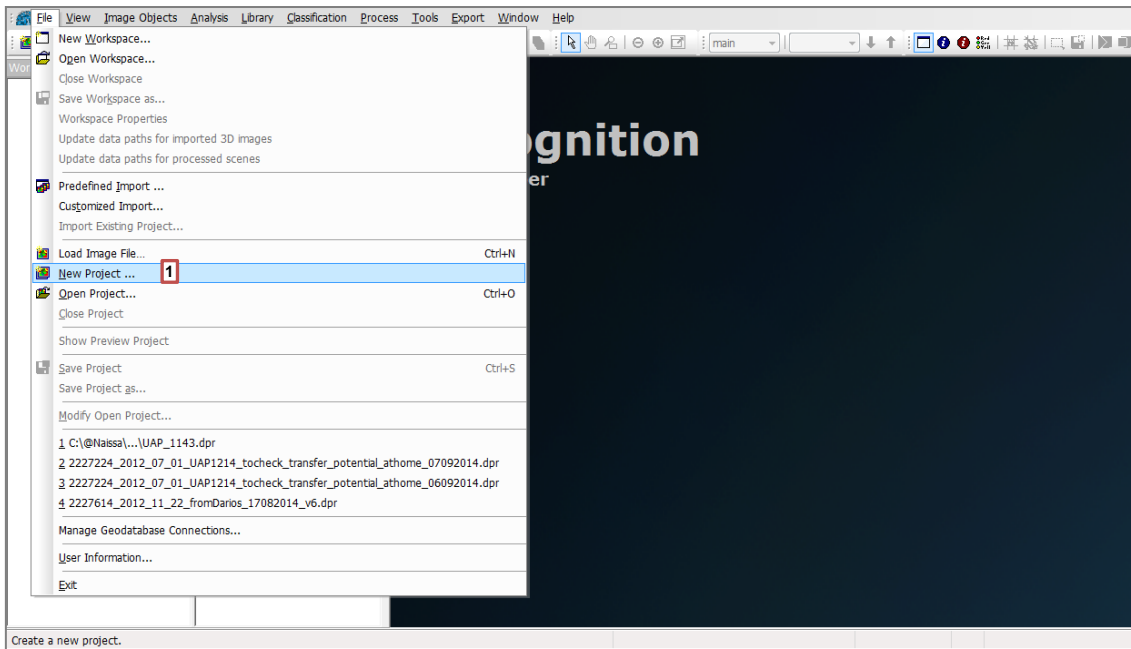 File View Image Objects Analysis Library Classification Process Tools Export Window Help
main
New Workspace...
Open Workspace...
Close Workspace
Save Workspace as...
Workspace Properties
Update data paths for imported 3D images
Update data paths for processed scenes
Predefined Import ...
Customized Import...
Import Existing Project...
Load Image File... Ctrl+N
New Project ... 1
Open Project... Ctrl+O
Close Project
Show Preview Project
Save Project Ctrl+S
Save Project as...
Modify Open Project...
1 C:\@Naissa\...\UAP_1143.dpr
2 2227224_2012_07_01_UAP1214_tocheck_transfer_potential_athome_07092014.dpr
3 2227224_2012_07_01_UAP1214_tocheck_transfer_potential_athome_06092014.dpr
4 2227614_2012_11_22_fromDarios_17082014_v6.dpr
Manage Geodatabase Connections...
User Information...
Exit
Wor
ognition
er
Create a new project.